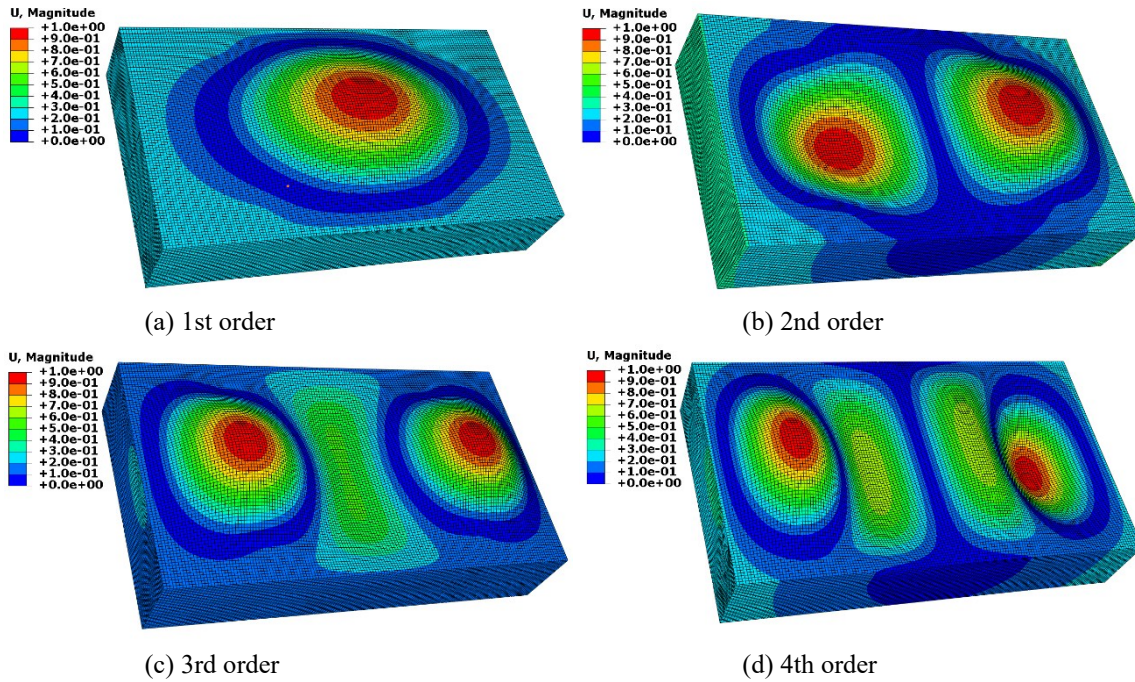 U, Magnitude
+1.0e+00
+9.0e-01
+8.0e-01
+7.0e-01
+6.0e-01
+5.0e-01
+4.0e-01
+3.0e-01
+2.0e-01
+1.0e-01
+0.0e+00
(a) 1st order
U, Magnitude
+1.0e+00
+9.0e-01
+8.0e-01
+7.0e-01
+6.0e-01
+5.0e-01
+4.0e-01
+3.0e-01
+2.0e-01
+1.0e-01
+0.0e+00
(b) 2nd order
U, Magnitude
+1.0e+00
+9.0e-01
+8.0e-01
+7.0e-01
+6.0e-01
+5.0e-01
+4.0e-01
+3.0e-01
+2.0e-01
+1.0e-01
+0.0e+00
(c) 3rd order
U, Magnitude
+1.0e+00
+9.0e-01
+8.0e-01
+7.0e-01
+6.0e-01
+5.0e-01
+4.0e-01
+3.0e-01
+2.0e-01
+1.0e-01
+0.0e+00
(d) 4th order